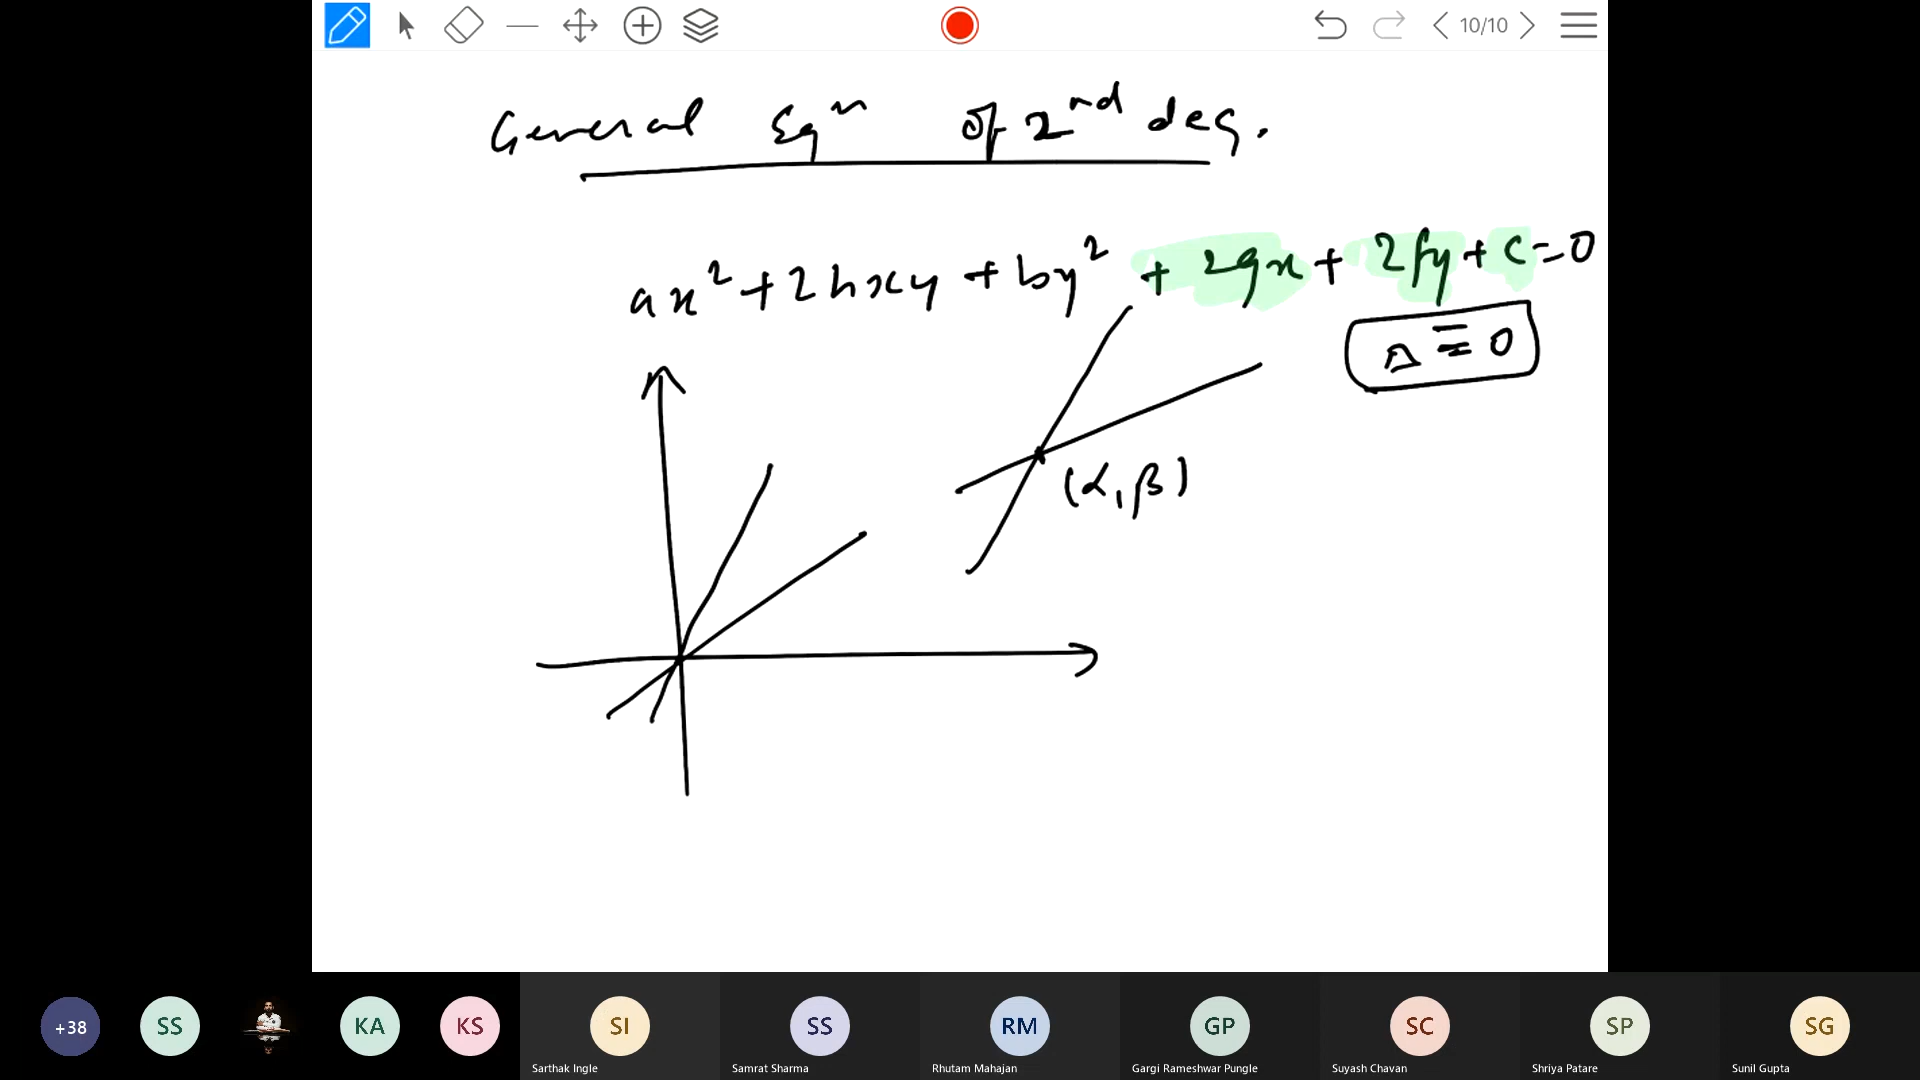 10/10
General Eqⁿ of 2ⁿᵈ deg.
ax² + 2hxy + by² + 2gx + 2fy + c = 0
Δ = 0
(α, β)
+38 SS KA KS SI SS RM GP SC SP SG
Sarthak Ingle Samrat Sharma Rhutam Mahajan Gargi Rameshwar Pungle Suyash Chavan Shriya Patare Sunil Gupta